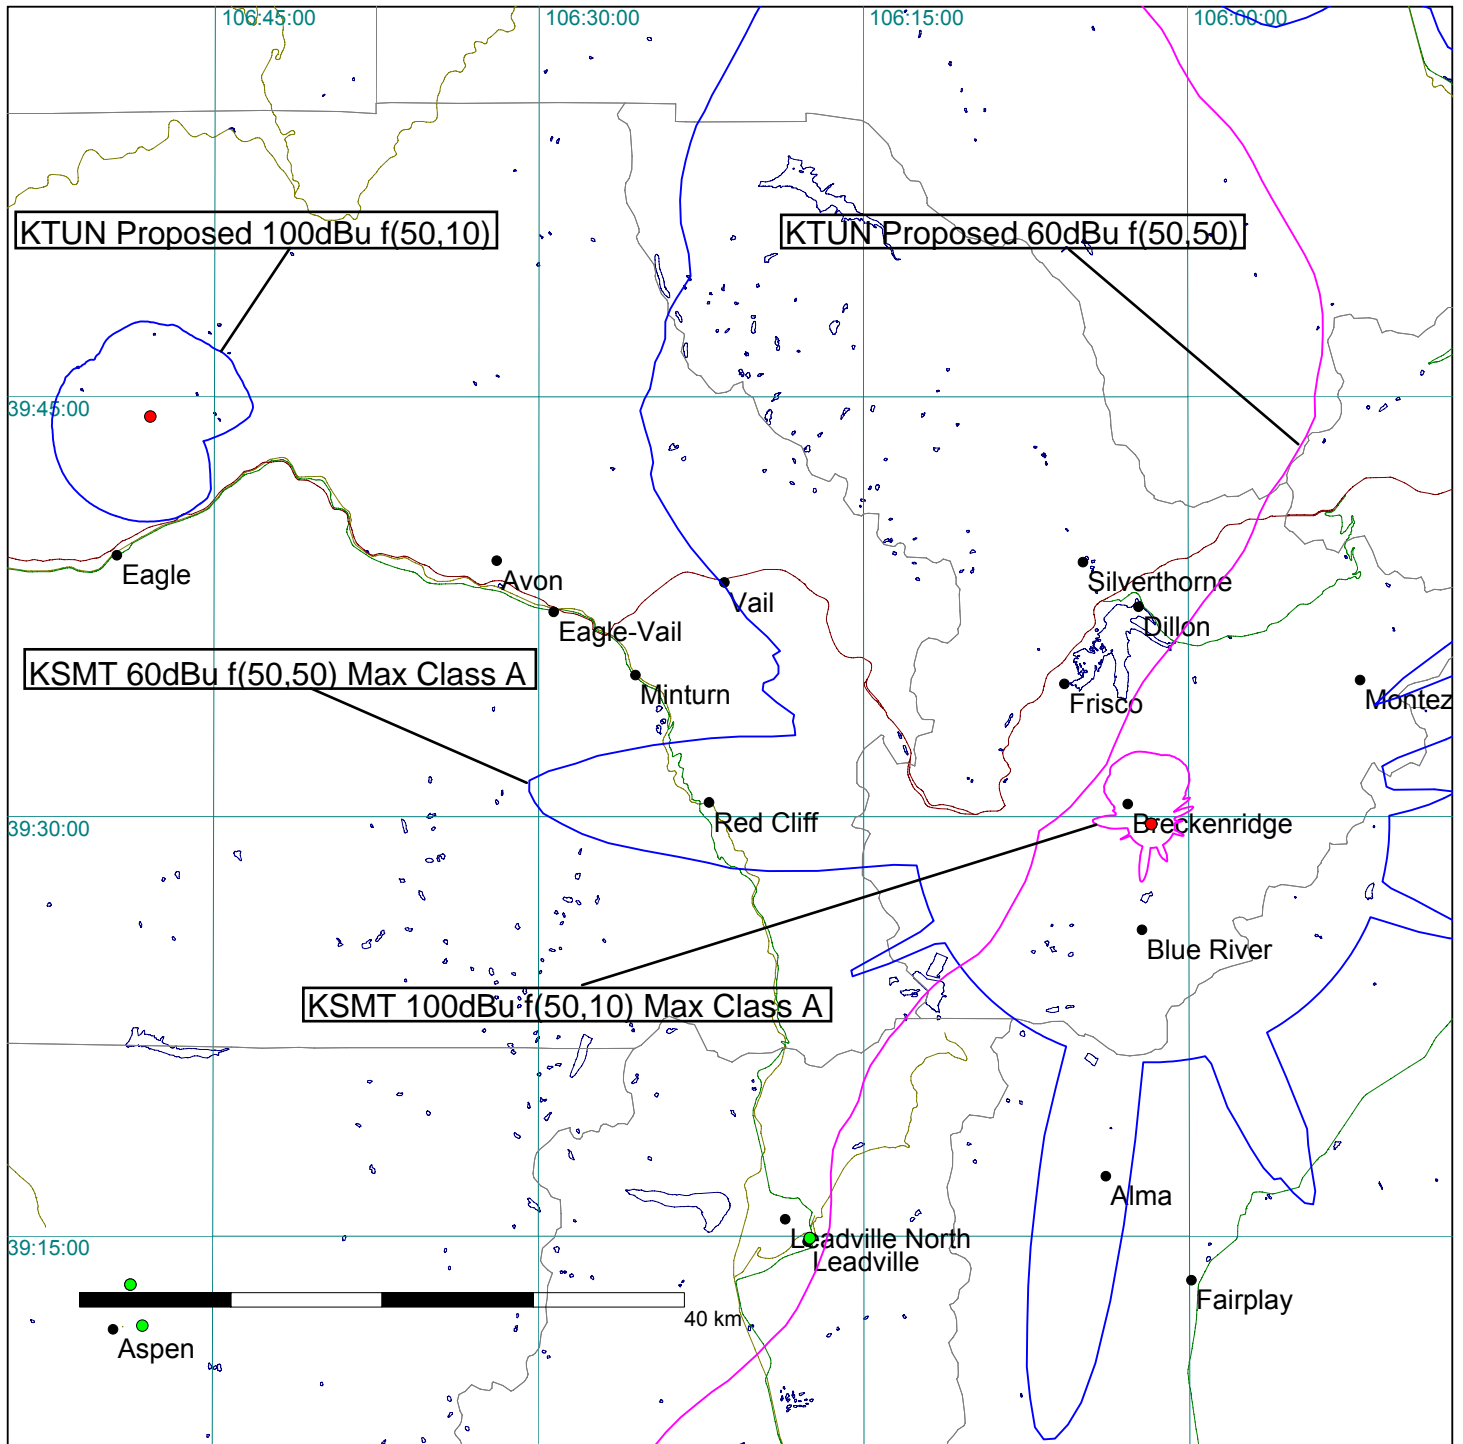 106:45:00
106:30:00
106:15:00
106:00:00
KTUN Proposed 100dBu f(50,10)
KTUN Proposed 60dBu f(50,50)
39:45:00
Eagle
Avon
Vail
Silverthorne
Eagle-Vail
Dillon
KSMT 60dBu f(50,50) Max Class A
Minturn
Frisco
Montez
Red Cliff
Breckenridge
39:30:00
Blue River
KSMT 100dBu f(50,10) Max Class A
Alma
Leadville North
39:15:00
Leadville
Fairplay
40 km
Aspen